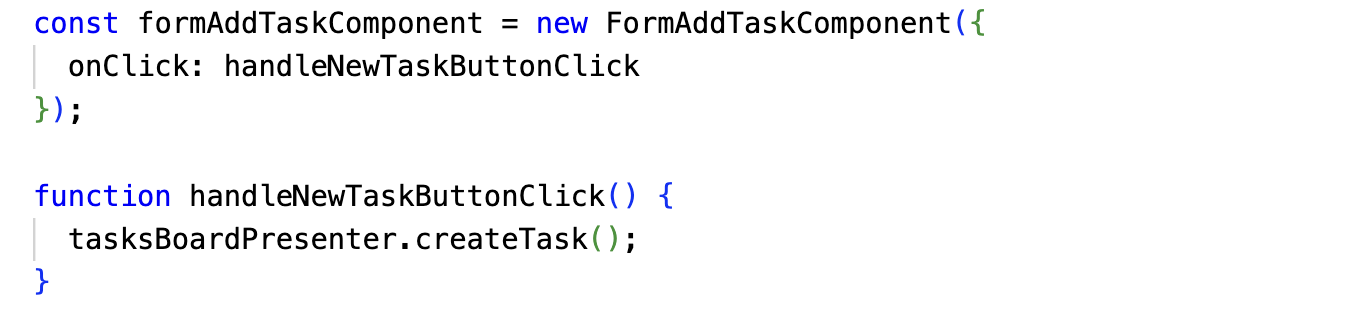 const formAddTaskComponent = new FormAddTaskComponent({
  onClick: handleNewTaskButtonClick
});

function handleNewTaskButtonClick() {
  tasksBoardPresenter.createTask();
}